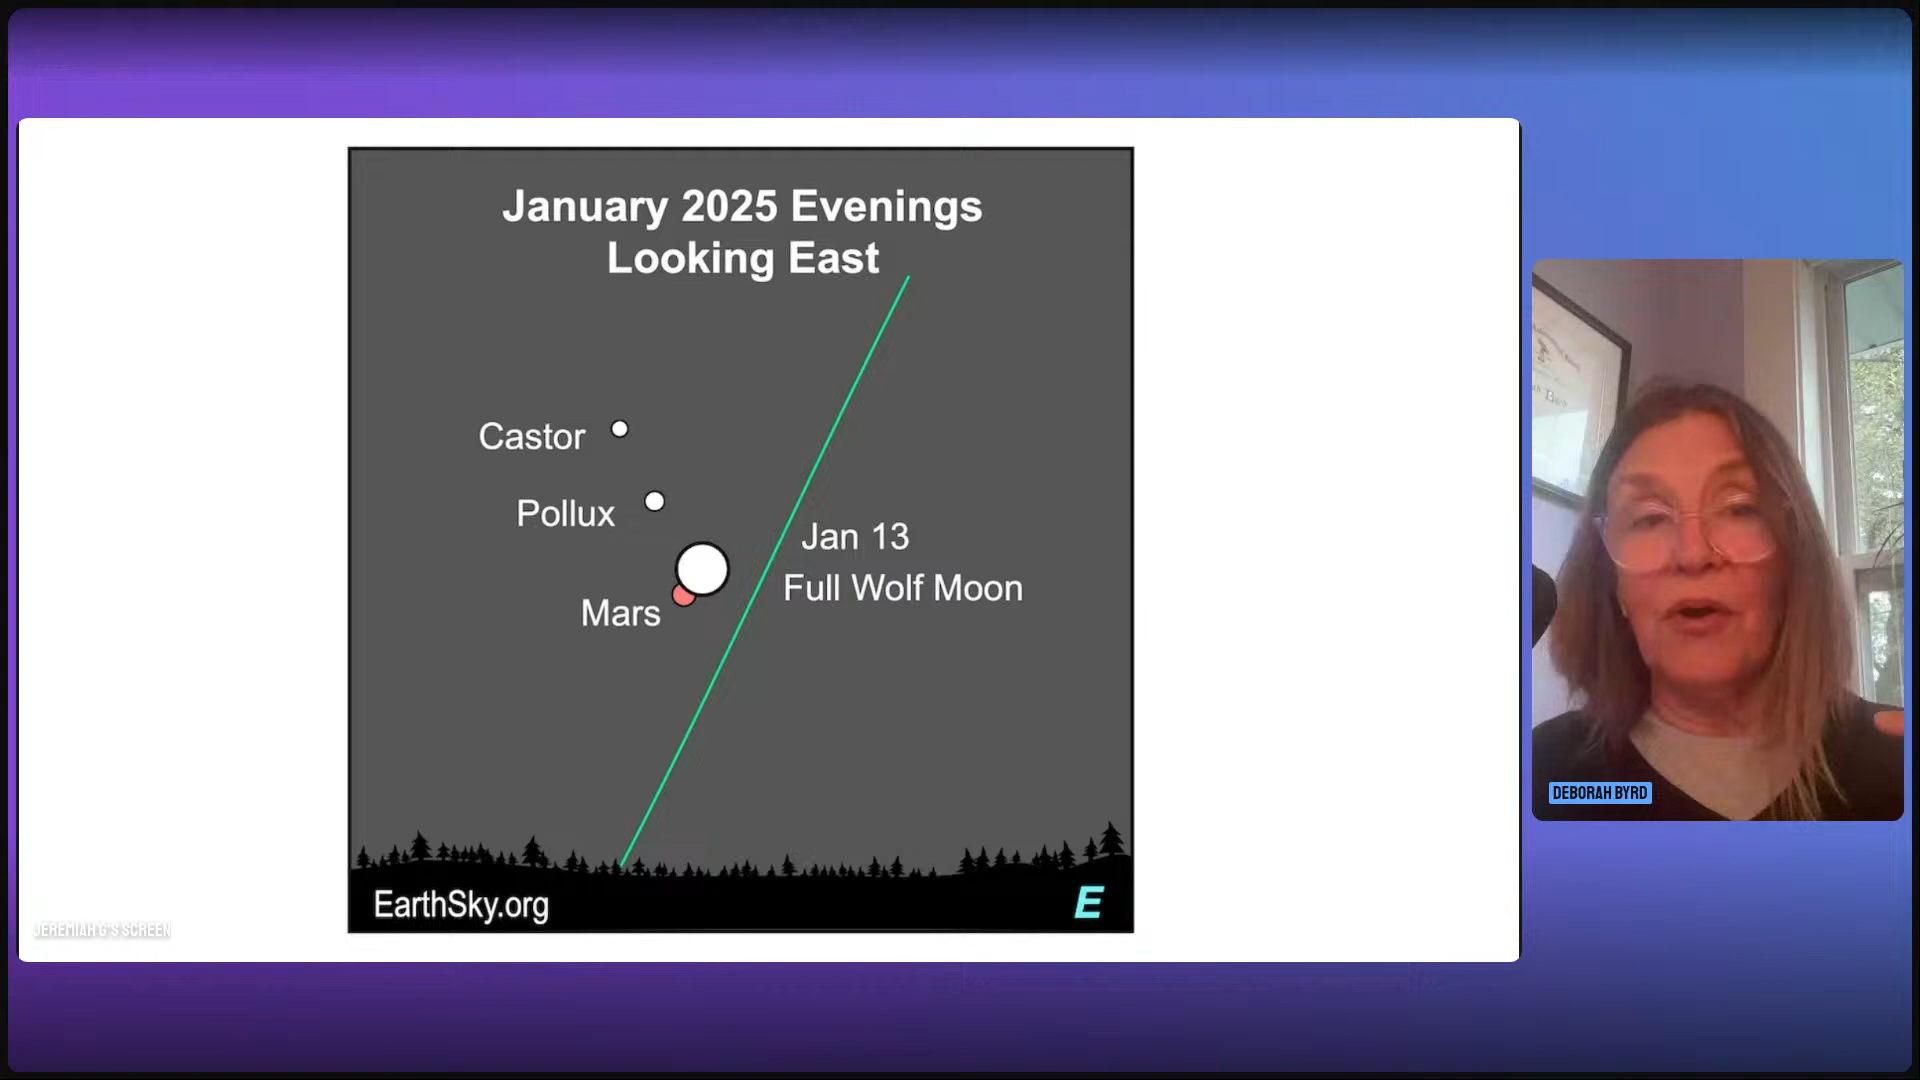 January 2025 Evenings
Looking East
Castor
Pollux
Jan 13
Full Wolf Moon
Mars
EarthSky.org
E
JEREMIAH G'S SCREEN
DEBORAH BYRD